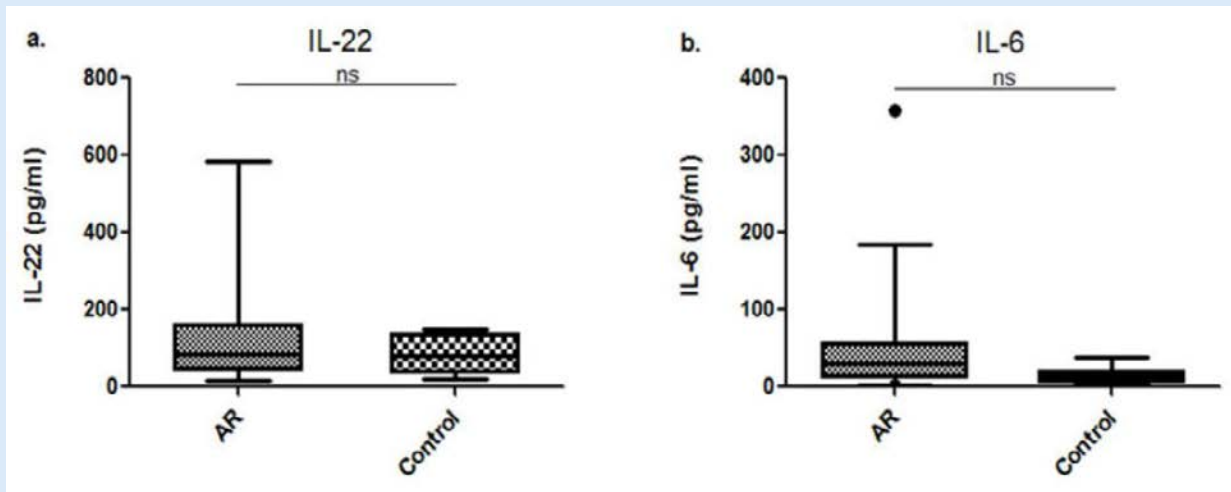 a.
IL-22
ns
IL-22 (pg/ml)
800
600
400
200
0
AR
Control
b.
IL-6
ns
IL-6 (pg/ml)
400
300
200
100
0
AR
Control